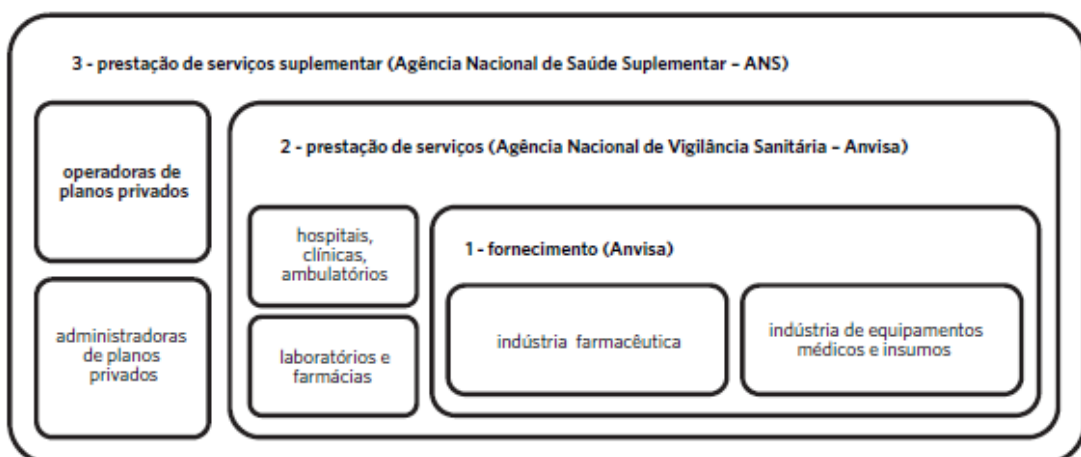 3 - prestação de serviços suplementar (Agência Nacional de Saúde Suplementar – ANS)
operadoras de
planos privados
administradoras
de planos
privados
2 - prestação de serviços (Agência Nacional de Vigilância Sanitária – Anvisa)
hospitais,
clínicas,
ambulatórios
laboratórios e
farmácias
1 - fornecimento (Anvisa)
indústria farmacêutica
indústria de equipamentos
médicos e insumos